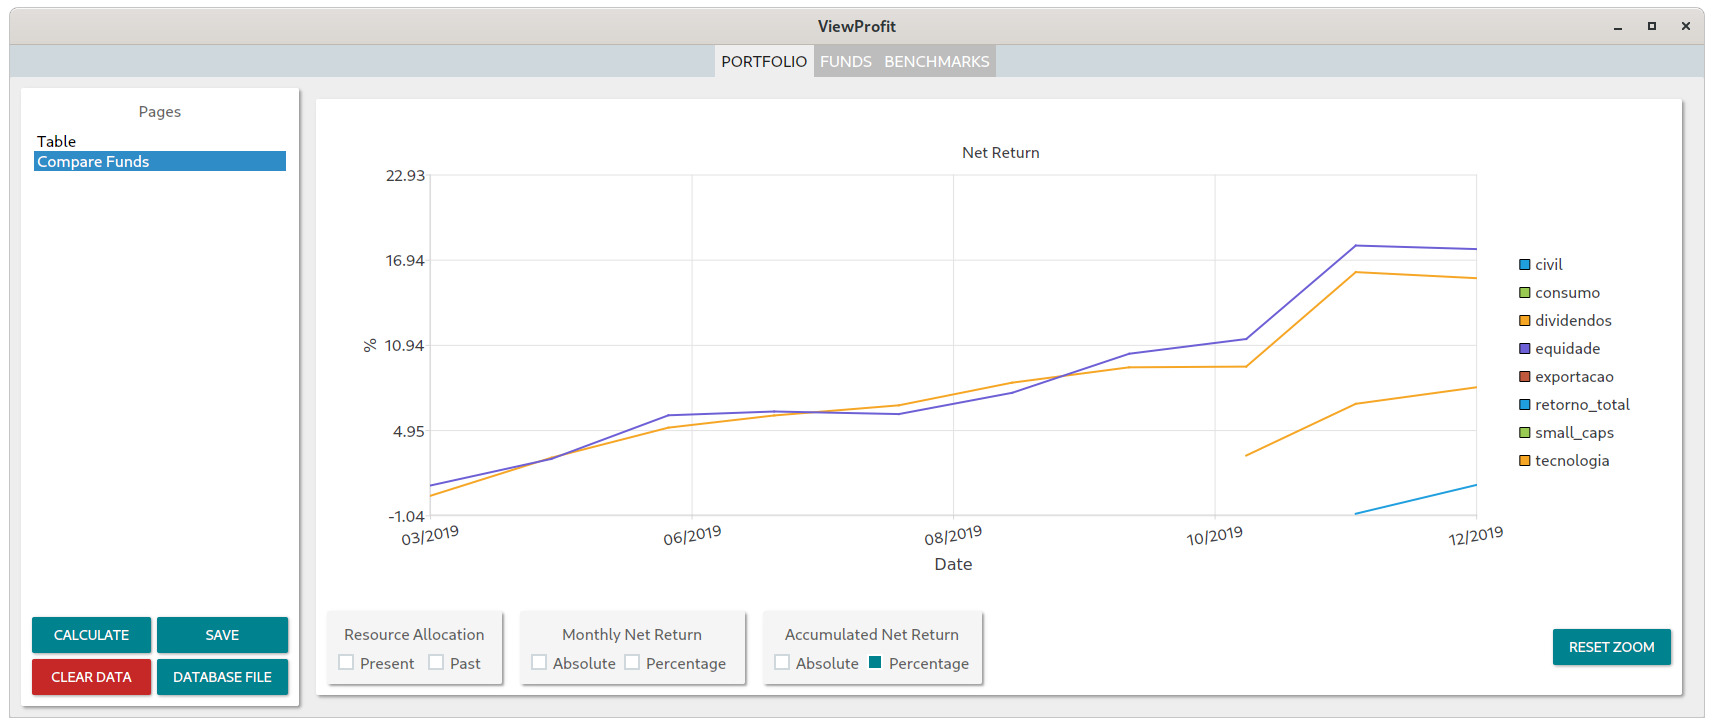 ViewProfit
PORTFOLIO FUNDS BENCHMARKS
Pages
Table
Compare Funds
CALCULATE SAVE
CLEAR DATA DATABASE FILE
Net Return
22.93
16.94
10.94
4.95
-1.04
%
03/2019 06/2019 08/2019 10/2019 12/2019
Date
civil
consumo
dividendos
equidade
exportacao
retorno_total
small_caps
tecnologia
Resource Allocation
Present Past
Monthly Net Return
Absolute Percentage
Accumulated Net Return
Absolute Percentage
RESET ZOOM